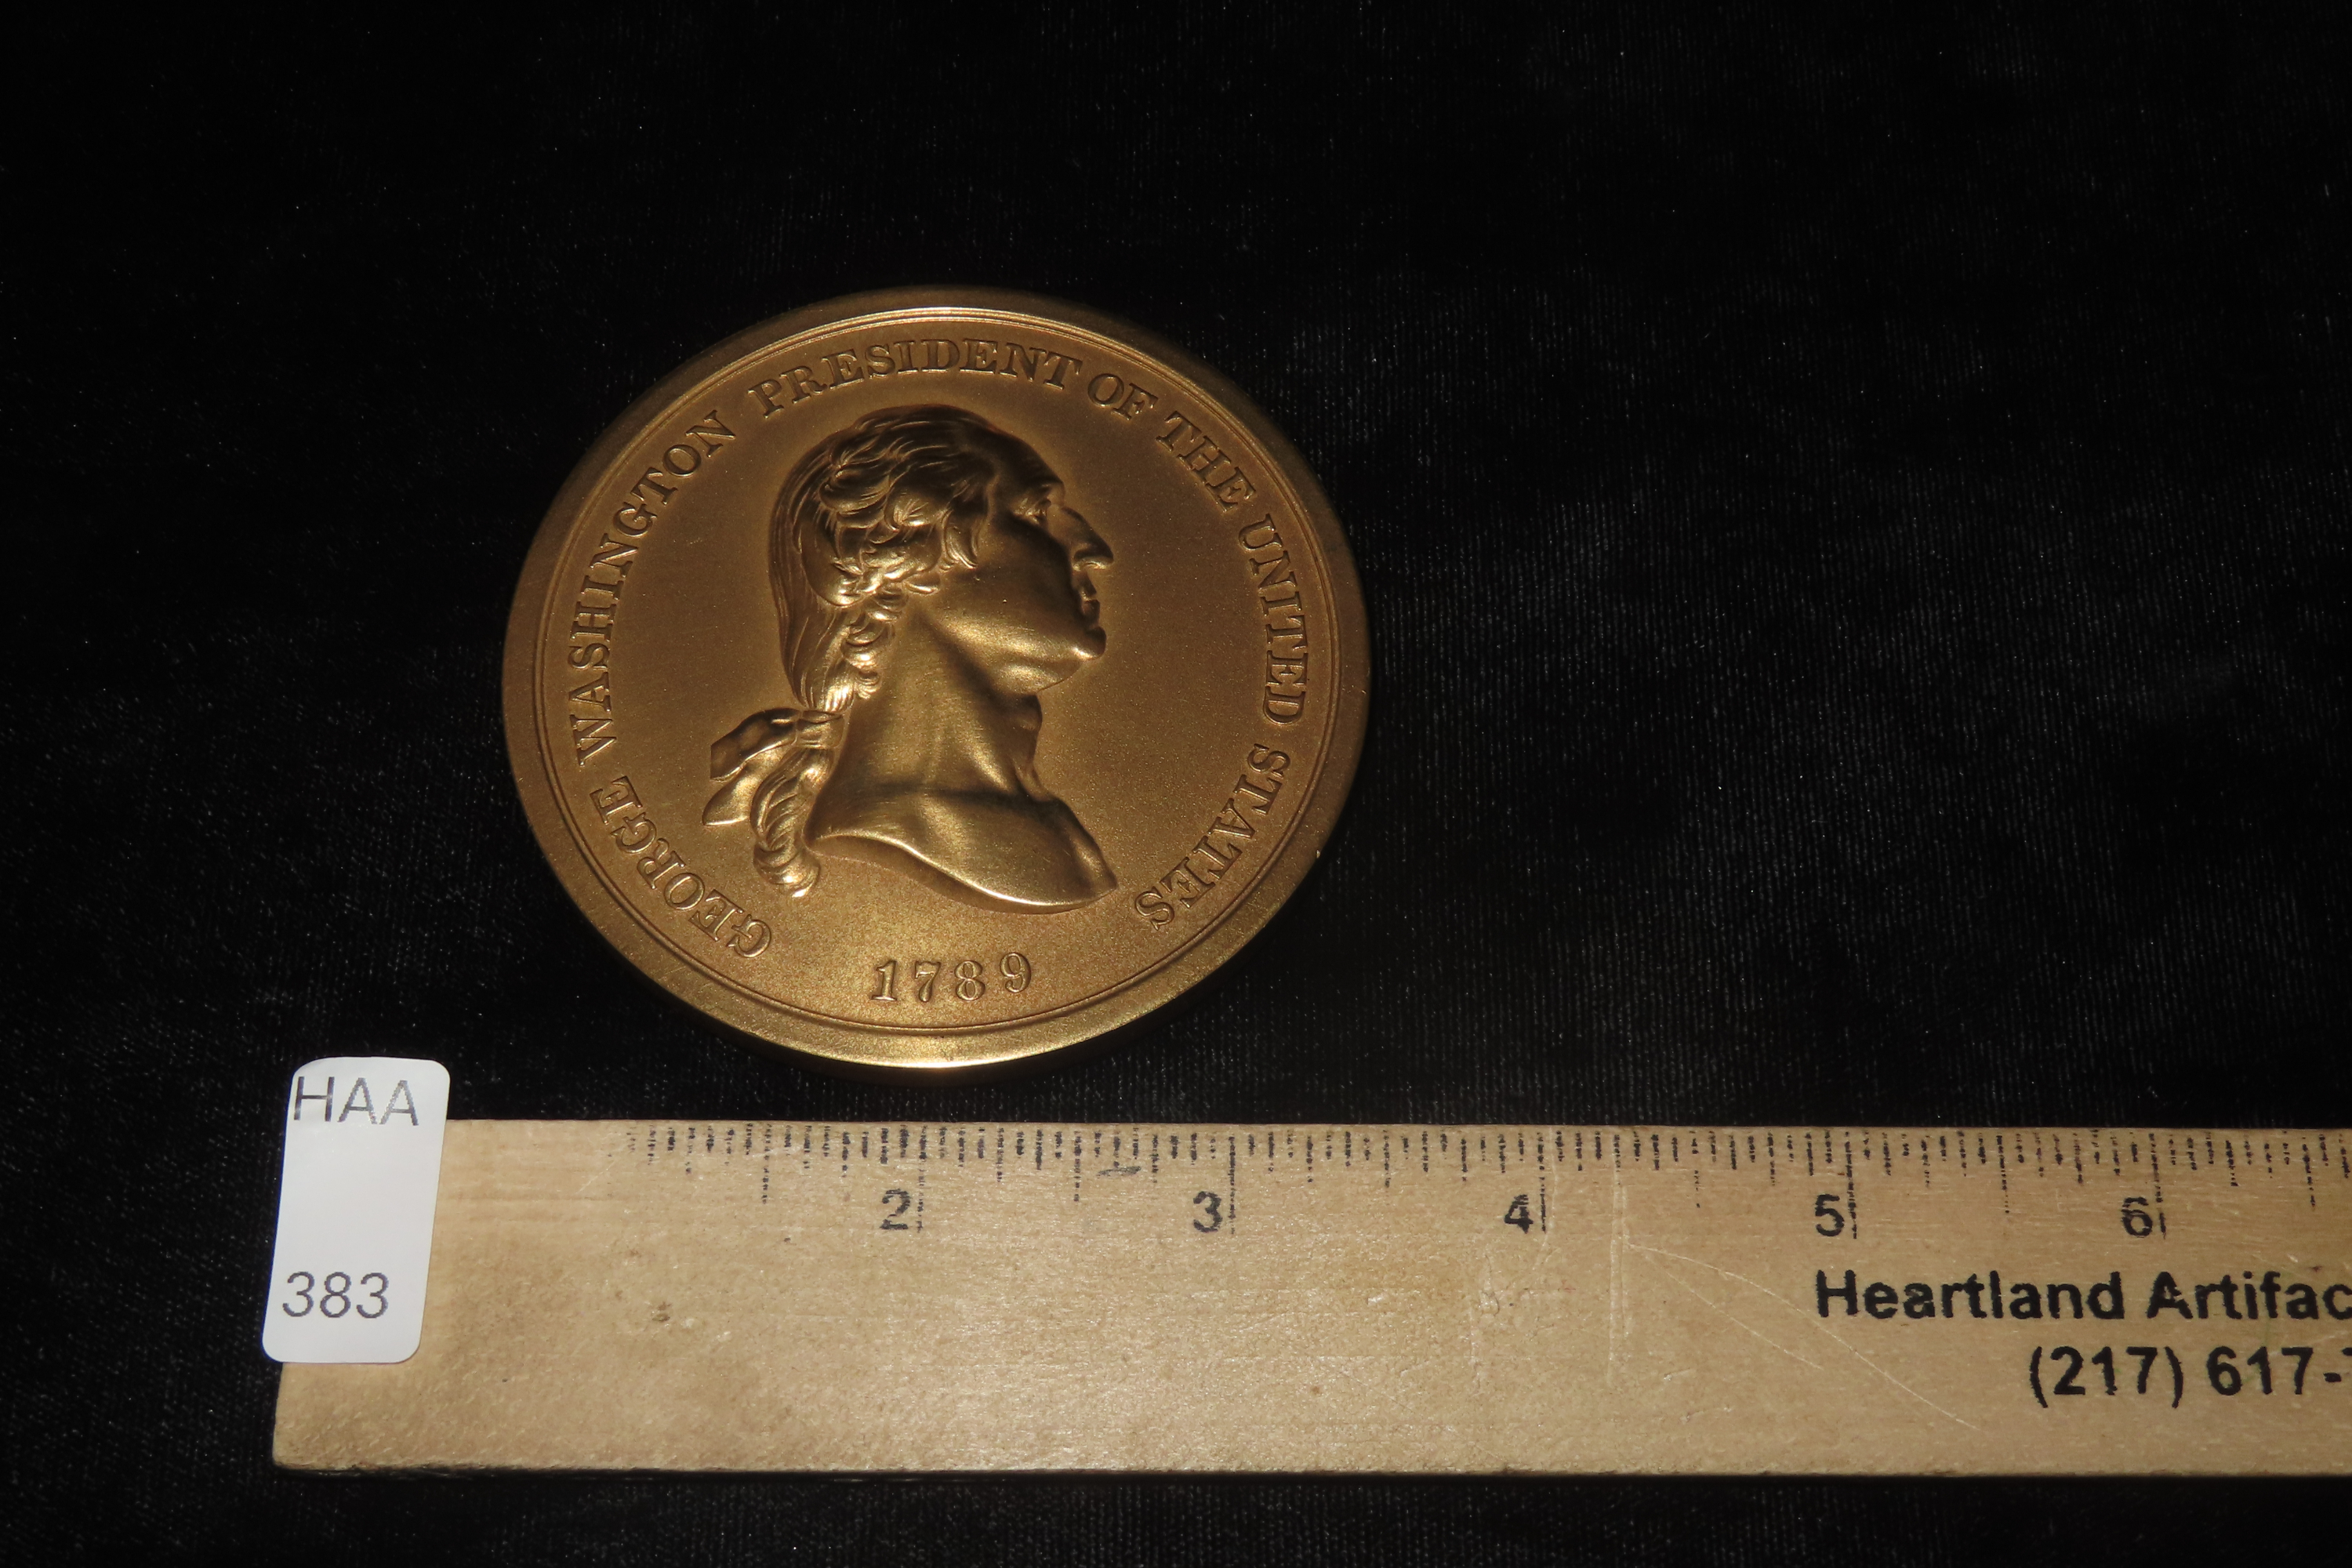 GEORGE WASHINGTON PRESIDENT OF THE UNITED STATES
1789
HAA
383
2 3 4 5 6
Heartland Artifac
(217) 617-